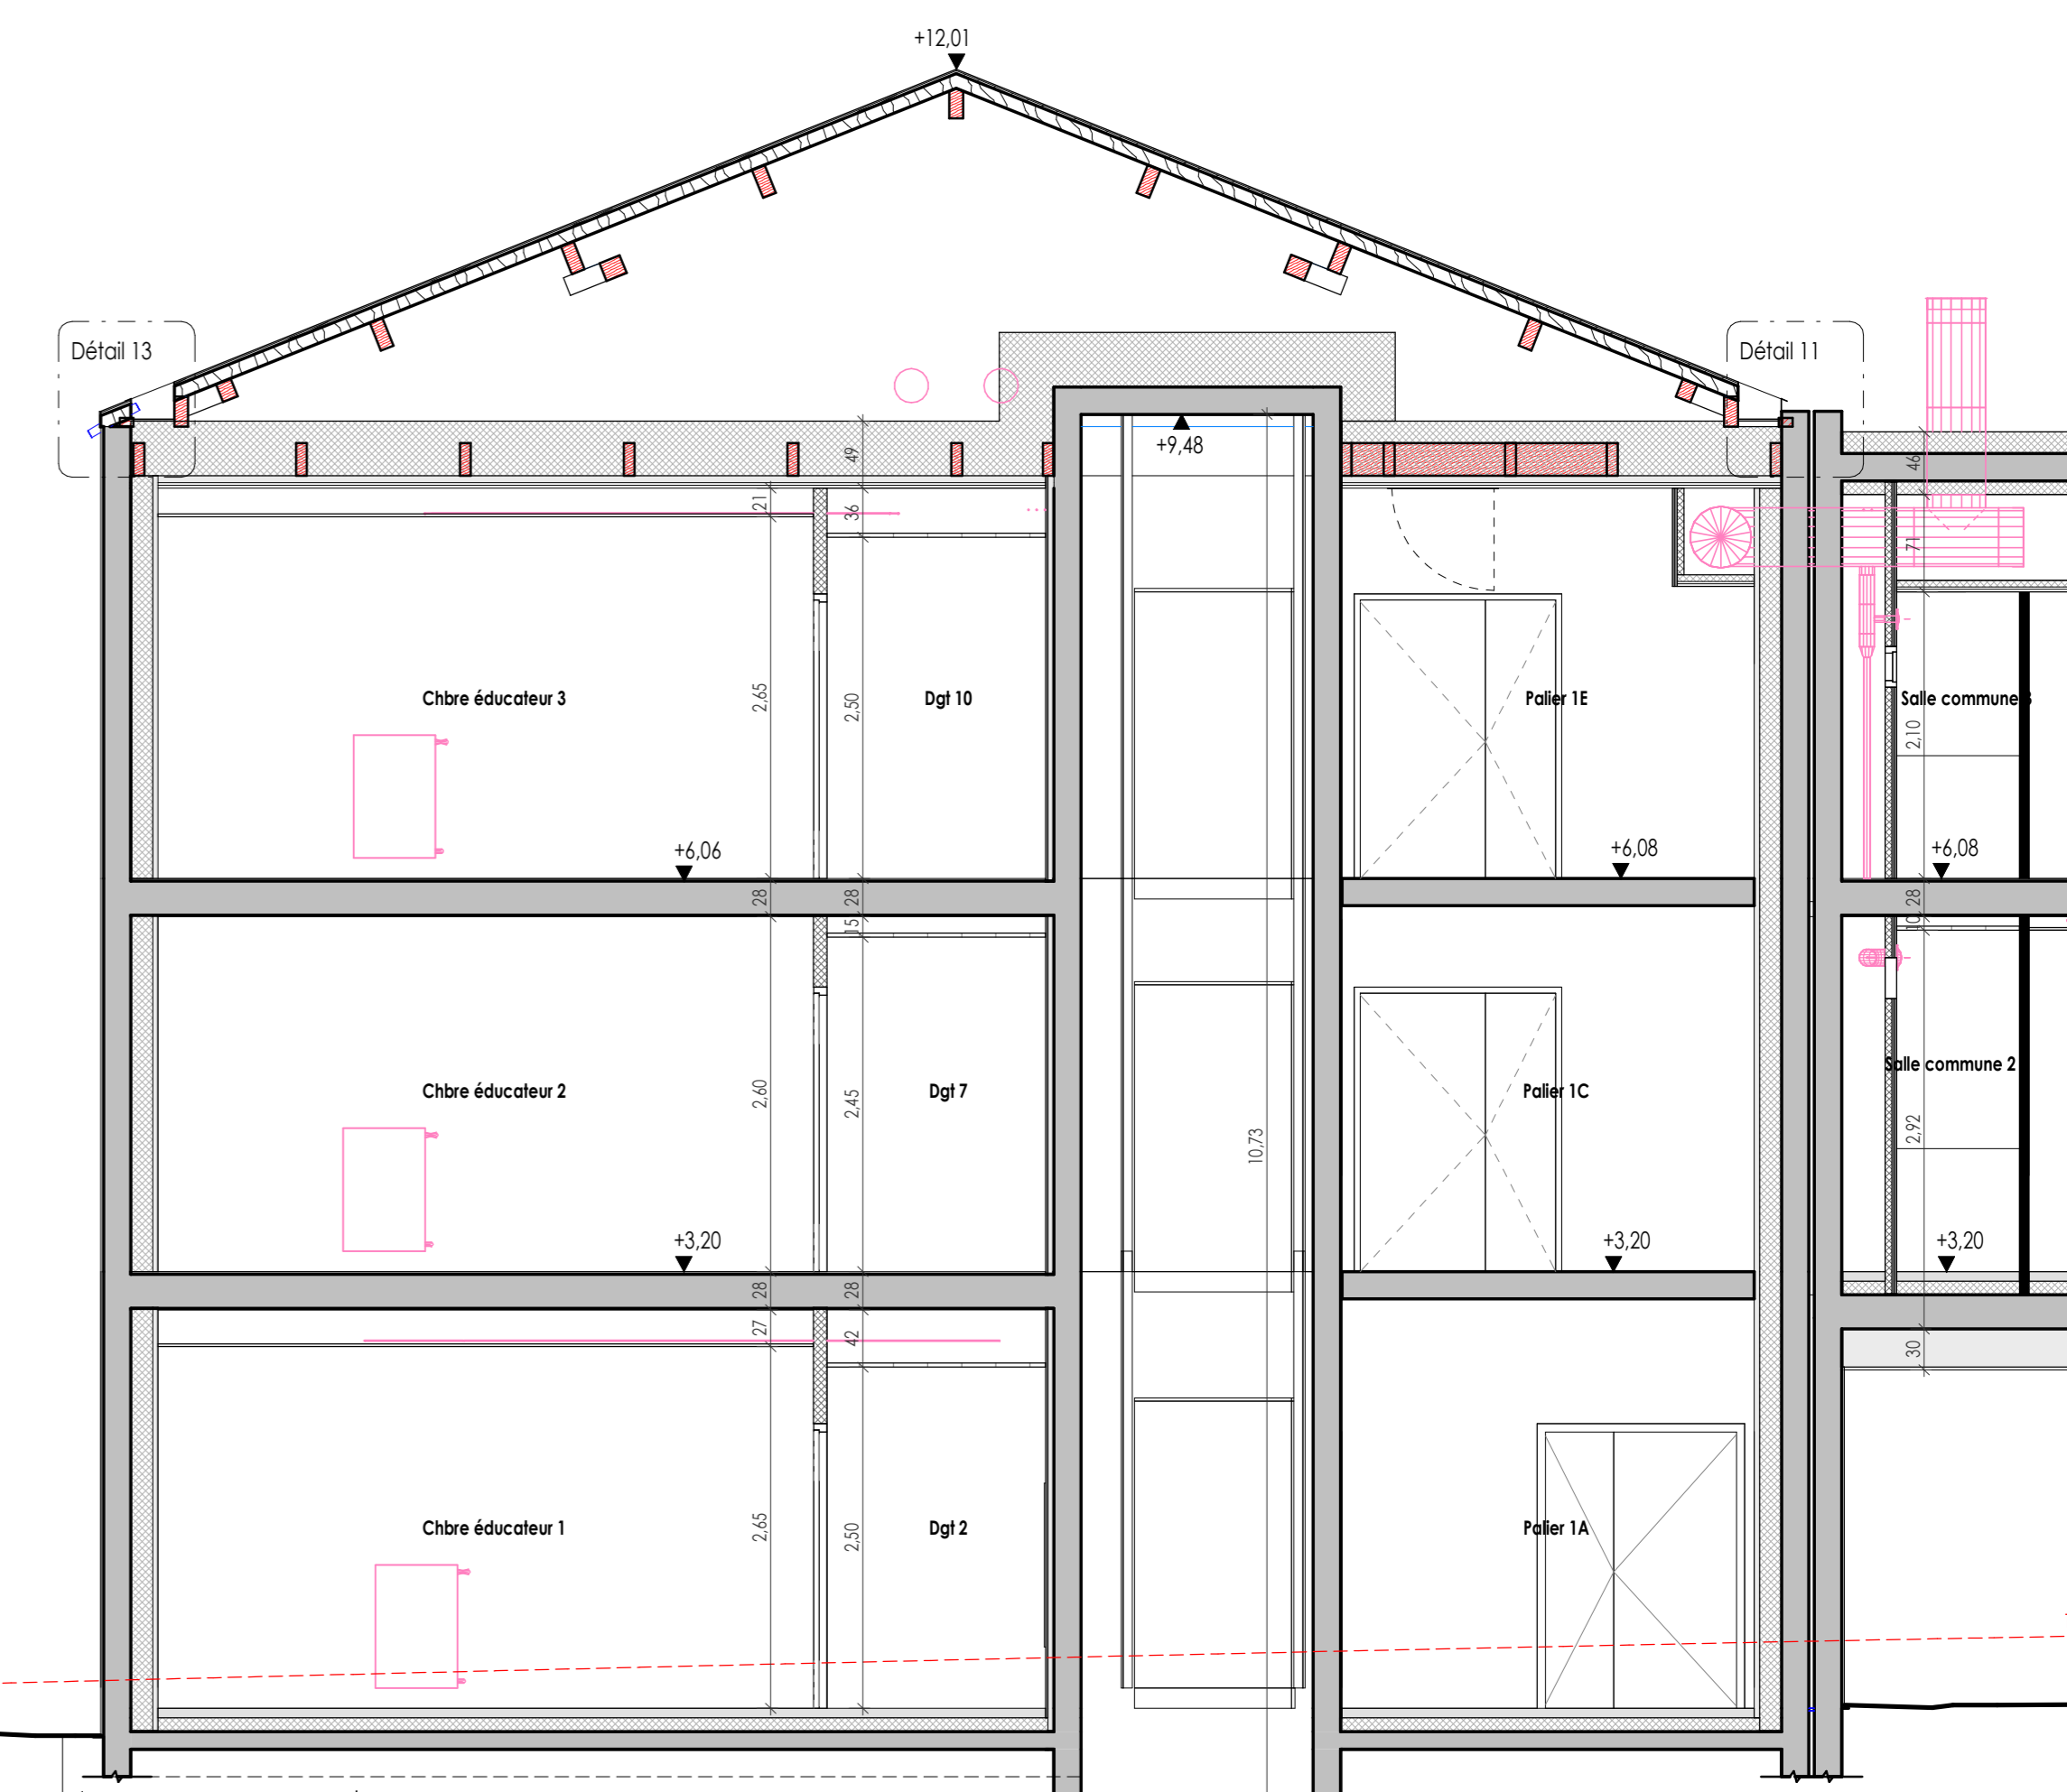 +12,01
Détail 13
Détail 11
+9,48
49
46
21
36
71
Chbre éducateur 3
2,65
2,50
Dgt 10
Palier 1E
Salle commune 3
2,10
+6,06
+6,08
+6,08
28
28
28
15
10
Chbre éducateur 2
2,60
2,45
Dgt 7
10,73
Palier 1C
Salle commune 2
2,92
+3,20
+3,20
+3,20
28
28
27
42
30
Chbre éducateur 1
2,65
2,50
Dgt 2
Palier 1A